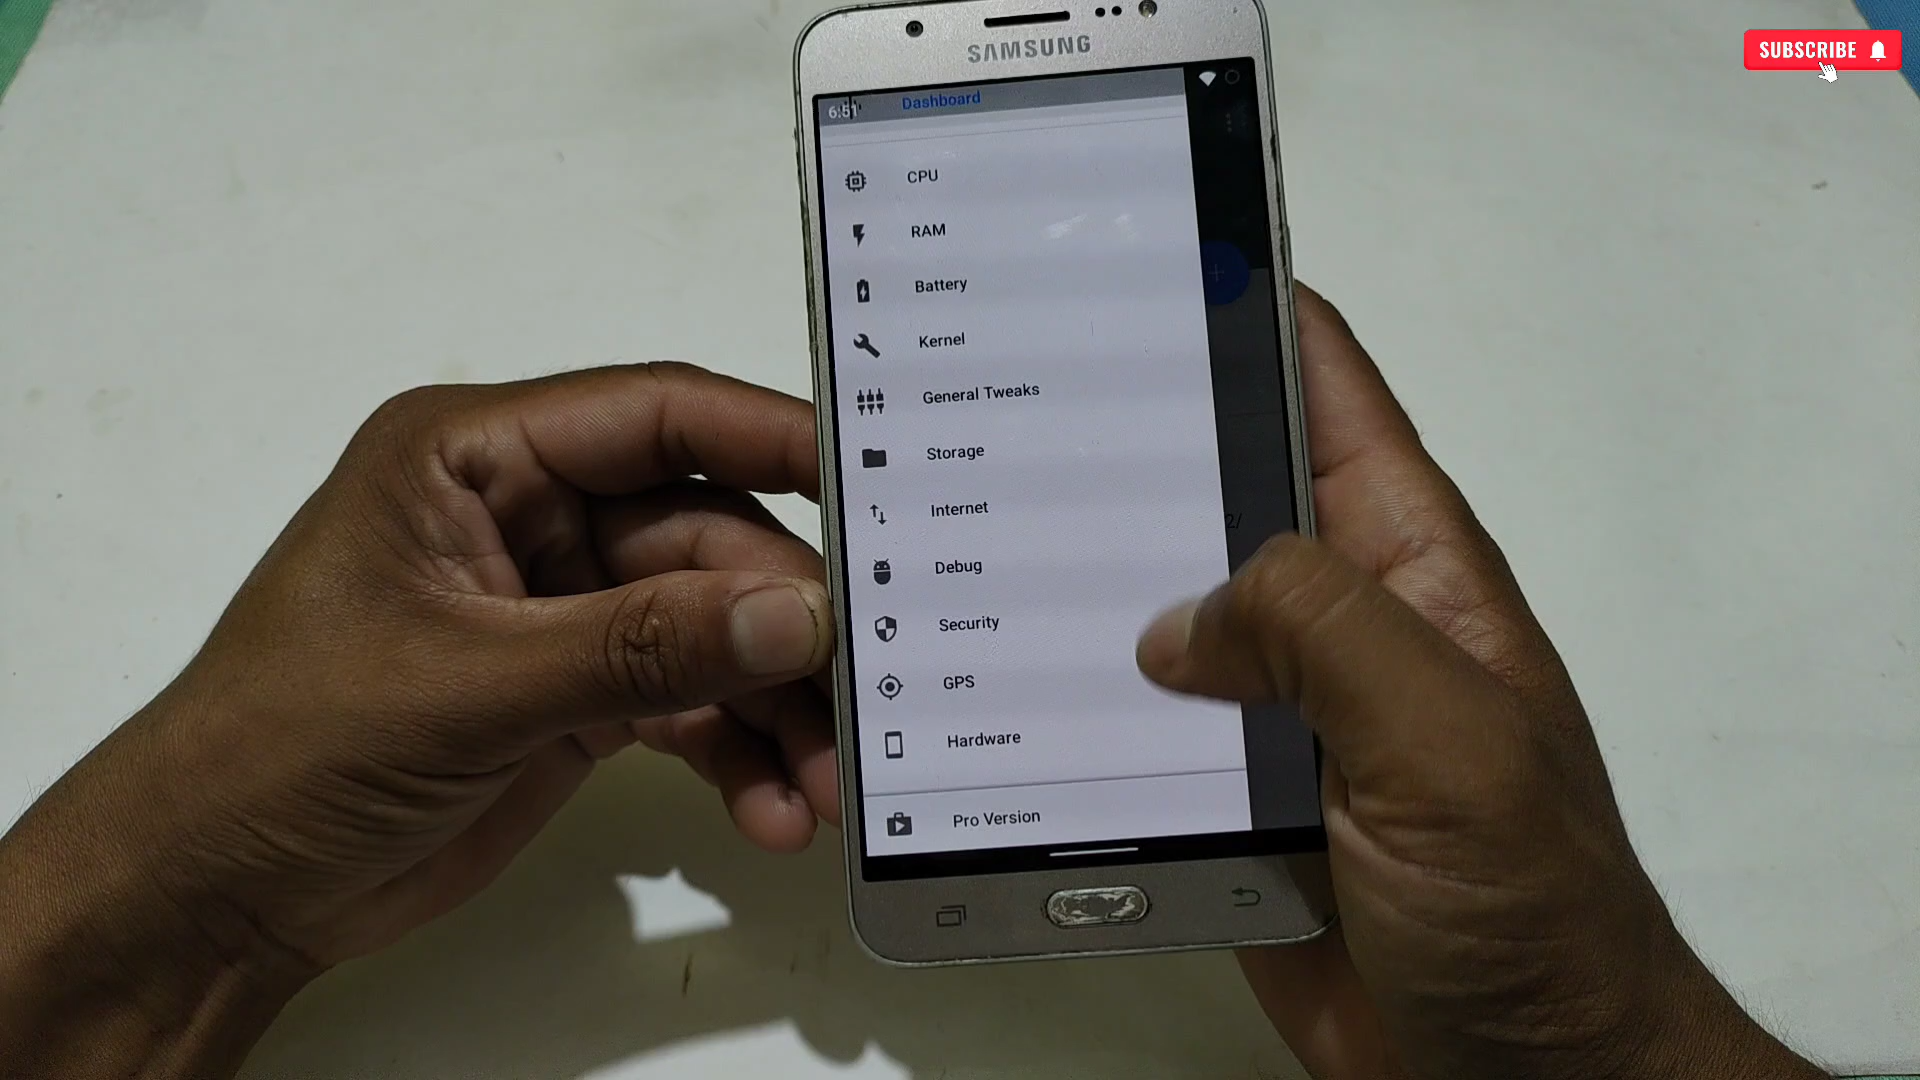 SUBSCRIBE
SAMSUNG
6:51
Dashboard
CPU
RAM
Battery
Kernel
General Tweaks
Storage
Internet
2/
Debug
Security
GPS
Hardware
Pro Version